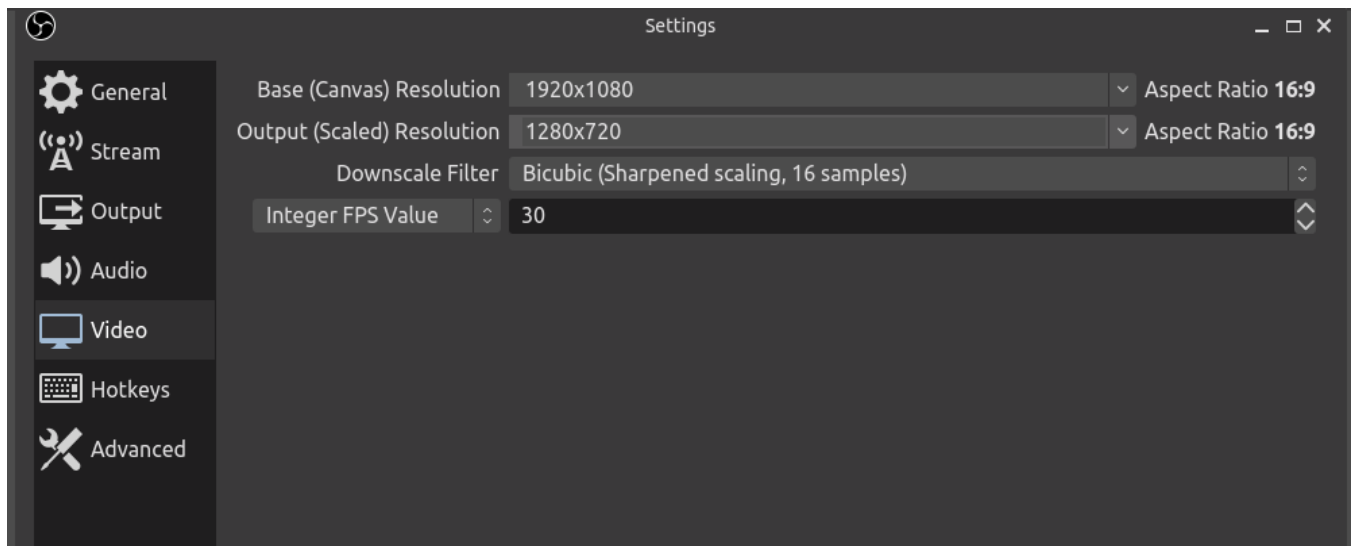 Settings
General
Stream
Output
Audio
Video
Hotkeys
Advanced
Base (Canvas) Resolution 1920x1080 Aspect Ratio 16:9
Output (Scaled) Resolution 1280x720 Aspect Ratio 16:9
Downscale Filter Bicubic (Sharpened scaling, 16 samples)
Integer FPS Value 30